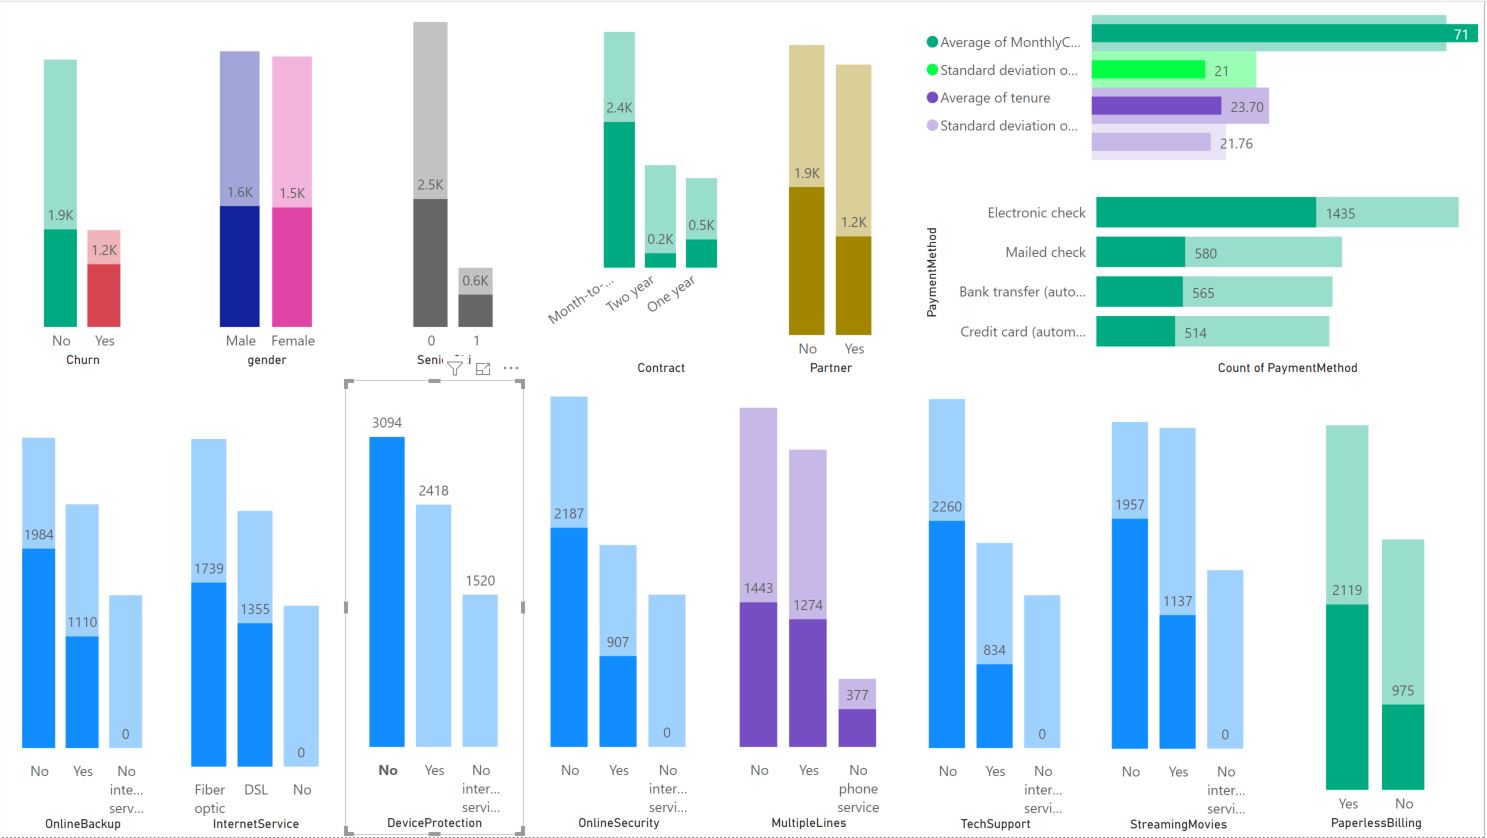 1.9K
1.2K
No Yes
Churn
1.6K 1.5K
Male Female
gender
2.5K
0.6K
0 1
2.4K
0.2K
0.5K
Month-to-...
Two year
One year
Contract
1.9K
1.2K
No Yes
Partner
Average of MonthlyC...
Standard deviation o...
Average of tenure
Standard deviation o...
71
21
23.70
21.76
PaymentMethod
Electronic check 1435
Mailed check 580
Bank transfer (auto... 565
Credit card (autom... 514
Count of PaymentMethod
1984
1110
0
No Yes No
inte...
serv...
OnlineBackup
1739
1355
0
Fiber DSL No
optic
InternetService
3094
2418
1520
No Yes No
inter...
servi...
DeviceProtection
2187
907
0
No Yes No
inter...
servi...
OnlineSecurity
1443
1274
377
No Yes No
phone
service
MultipleLines
2260
834
0
No Yes No
inter...
servi...
TechSupport
1957
1137
0
No Yes No
inter...
servi...
StreamingMovies
2119
975
Yes No
PaperlessBilling